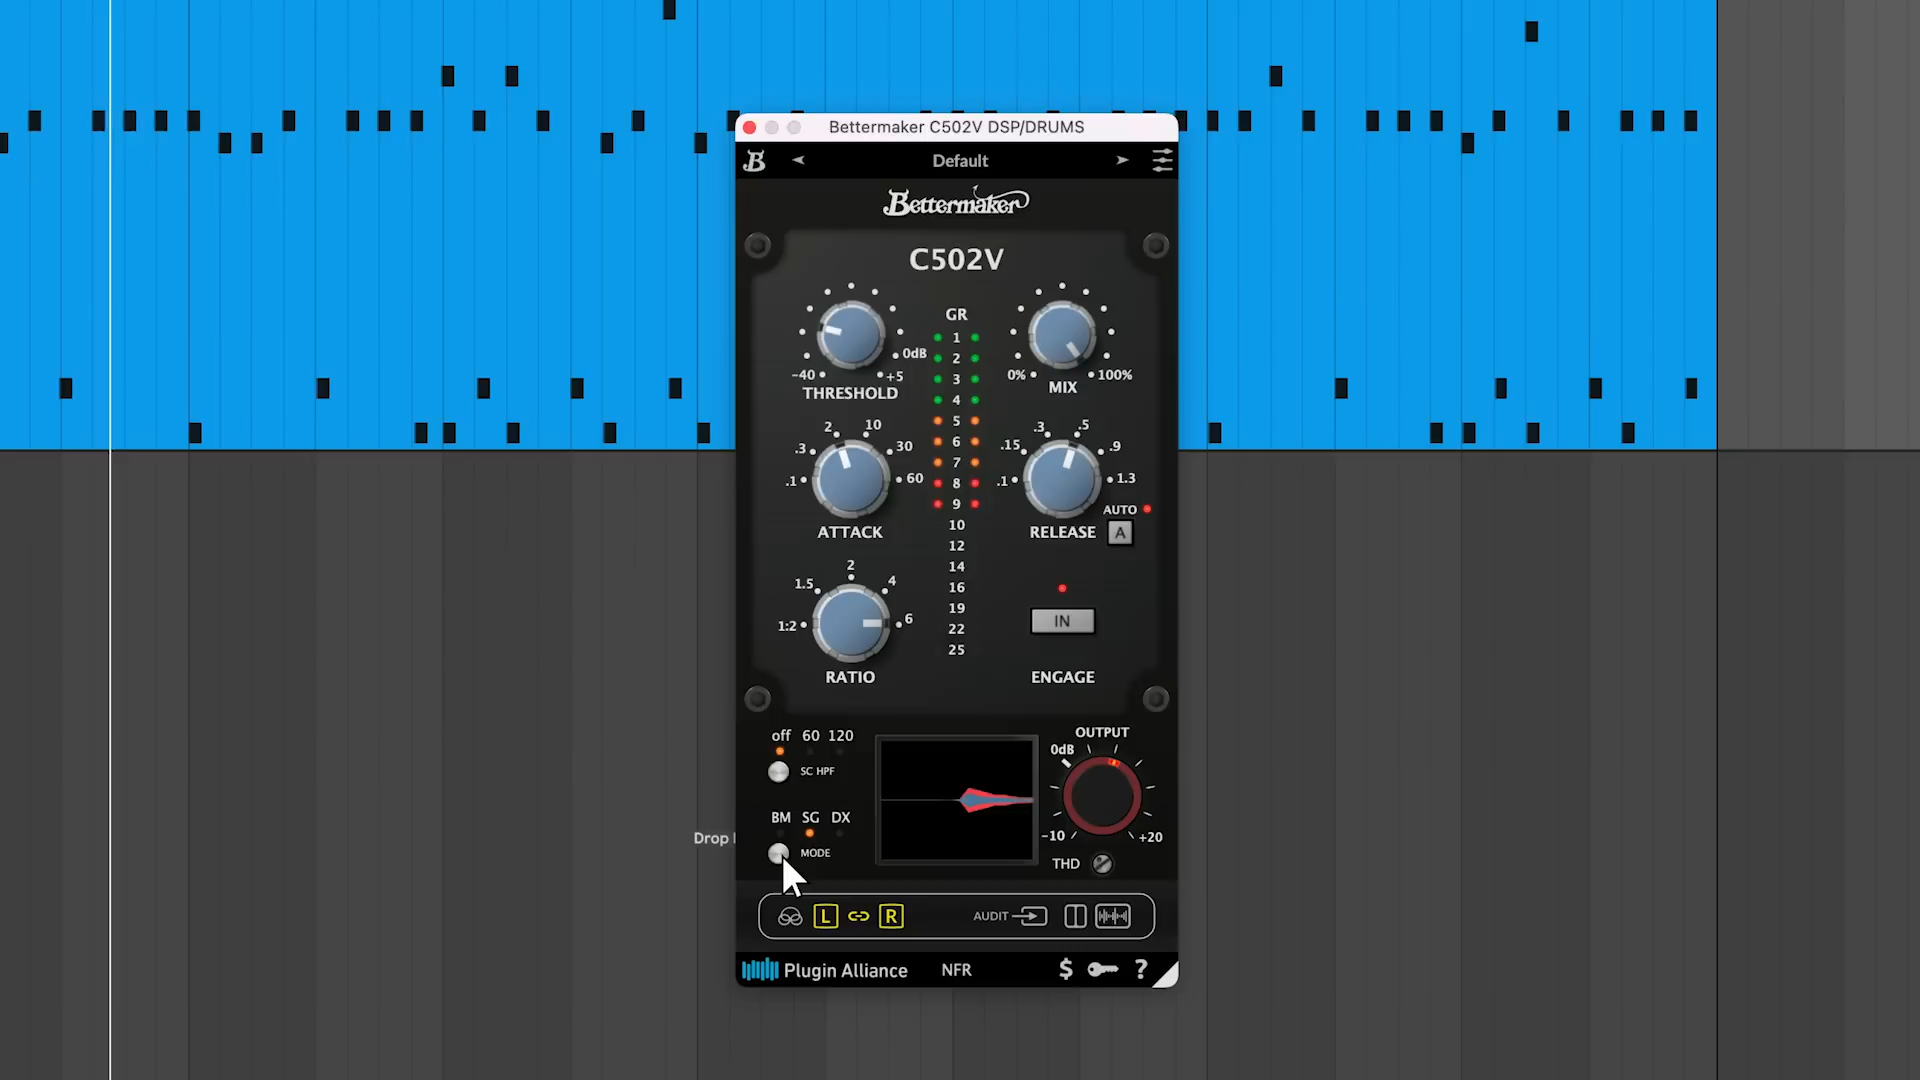 Bettermaker C502V DSP/DRUMS
B
Default
Bettermaker
C502V
GR
0dB
-40
+5
THRESHOLD
0%
100%
MIX
1
2
3
4
5
6
7
8
9
10
12
14
16
19
22
25
.1
.3
2
10
30
60
ATTACK
.1
.15
.3
.5
.9
1.3
RELEASE
AUTO
A
1:2
1.5
2
4
6
RATIO
IN
ENGAGE
off 60 120
SC HPF
BM SG DX
MODE
OUTPUT
0dB
-10
+20
THD
Drop
L R
AUDIT
Plugin Alliance NFR $ ?